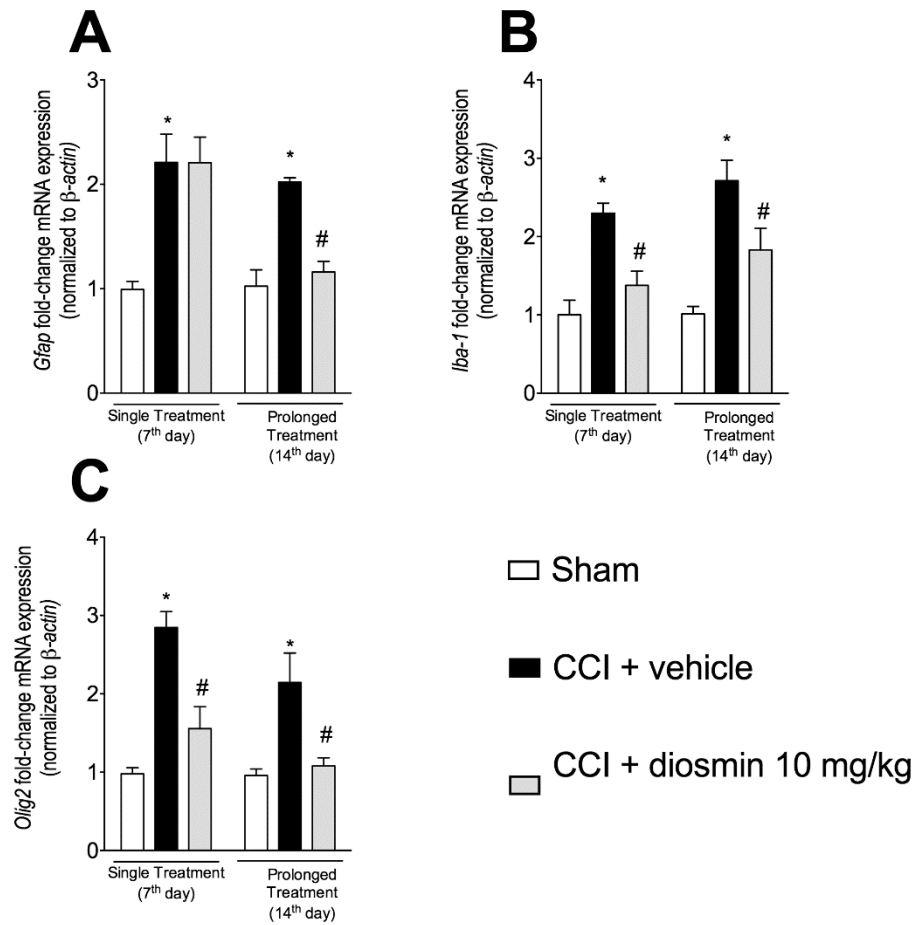 A
Gfap fold-change mRNA expression
(normalized to β-actin)
3
2
1
0
*
*
#
Single Treatment
(7th day)
Prolonged
Treatment
(14th day)
B
Iba-1 fold-change mRNA expression
(normalized to β-actin)
4
3
2
1
0
*
#
*
#
Single Treatment
(7th day)
Prolonged
Treatment
(14th day)
C
Olig2 fold-change mRNA expression
(normalized to β-actin)
4
3
2
1
0
*
#
*
#
Single Treatment
(7th day)
Prolonged
Treatment
(14th day)
Sham
CCI + vehicle
CCI + diosmin 10 mg/kg